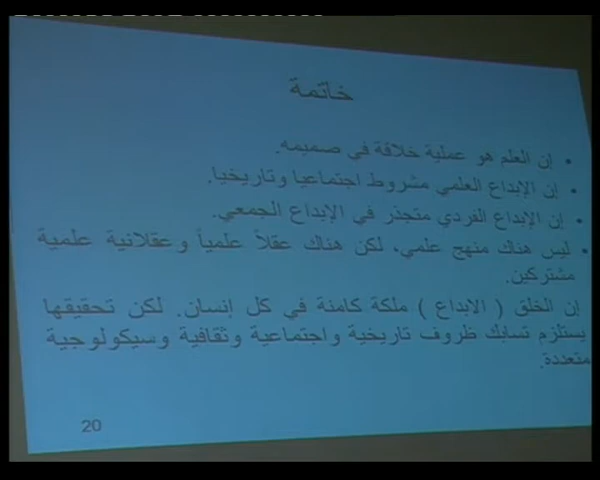 خاتمة
• إن العلم هو عملية خلاقة في صميمه.
• إن الإبداع العلمي مشروط اجتماعيا وتاريخيا.
• إن الإبداع الفردي متجذر في الإبداع الجمعي.
• ليس هناك منهج علمي، لكن هناك عقلاً علمياً وعقلانية علمية
مشتركين.
إن الخلق ( الإبداع ) ملكة كامنة في كل إنسان. لكن تحقيقها
يستلزم تسابك ظروف تاريخية واجتماعية وثقافية وسيكولوجية
متعددة.
20